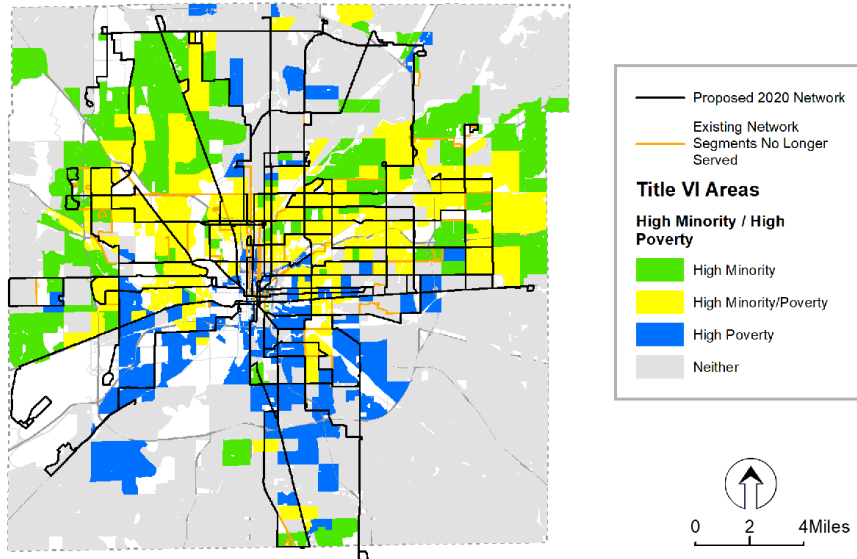 Proposed 2020 Network
Existing Network
Segments No Longer
Served
Title VI Areas
High Minority / High
Poverty
High Minority
High Minority/Poverty
High Poverty
Neither
0 2 4Miles